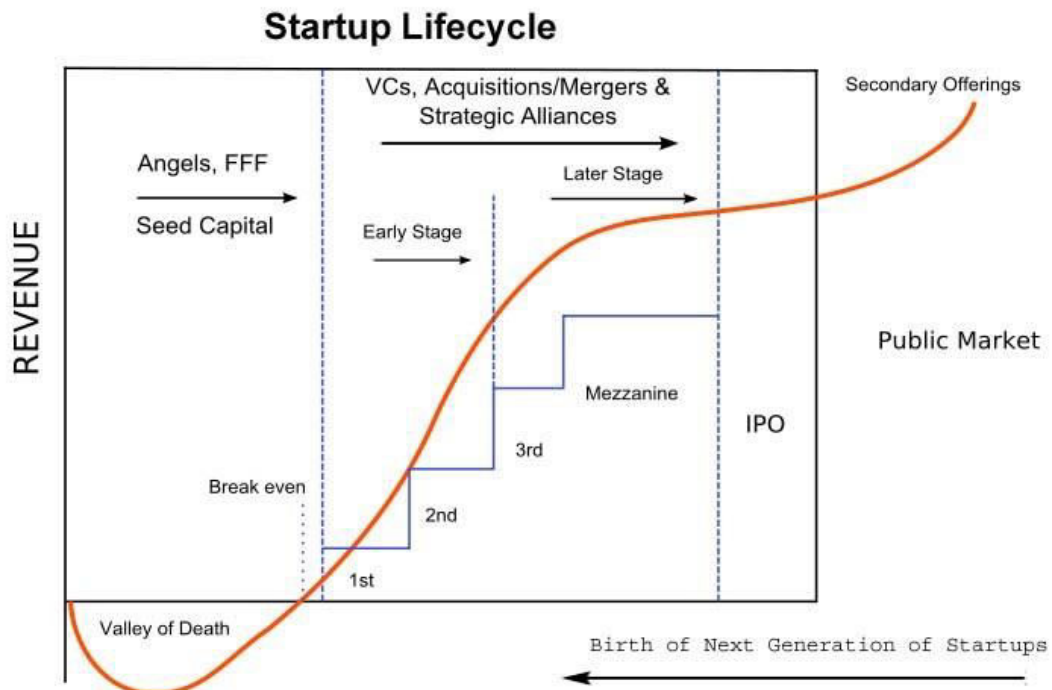 Startup Lifecycle
VCs, Acquisitions/Mergers &
Strategic Alliances
Secondary Offerings
Angels, FFF
Seed Capital
Later Stage
Early Stage
REVENUE
Public Market
Mezzanine
IPO
3rd
Break even
2nd
1st
Valley of Death
Birth of Next Generation of Startups